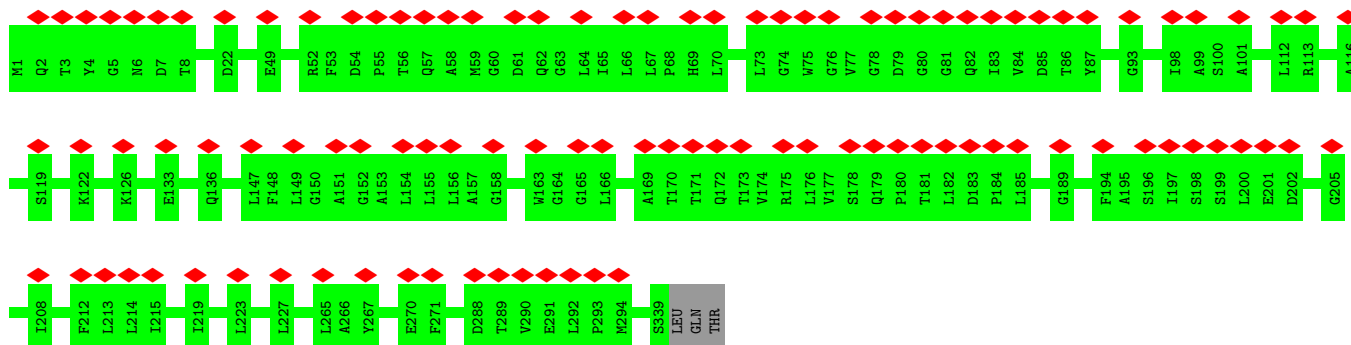 M1 Q2 T3 Y4 G5 N6 D7 T8 D22 E49 R52 F53 D54 P55 T56 Q57 A58 M59 G60 D61 Q62 G63 L64 I65 L66 L67 P68 H69 L70 L73 G74 W75 G76 V77 G78 D79 G80 G81 Q82 I83 V84 D85 T86 Y87 G93 I98 A99 S100 A101 L112 R113 A116
S119 K122 K126 E133 Q136 L147 F148 L149 G150 A151 G152 A153 L154 L155 L156 A157 G158 W163 G164 G165 L166 A169 T170 T171 Q172 T173 V174 R175 L176 V177 S178 Q179 P180 T181 L182 D183 P184 L185 G189 F194 A195 S196 I197 S198 S199 L200 E201 D202 G205
I208 F212 L213 L214 I215 I219 L223 L227 L265 A266 Y267 E270 F271 D288 T289 V290 E291 L292 P293 M294 S339 LEU GLN THR